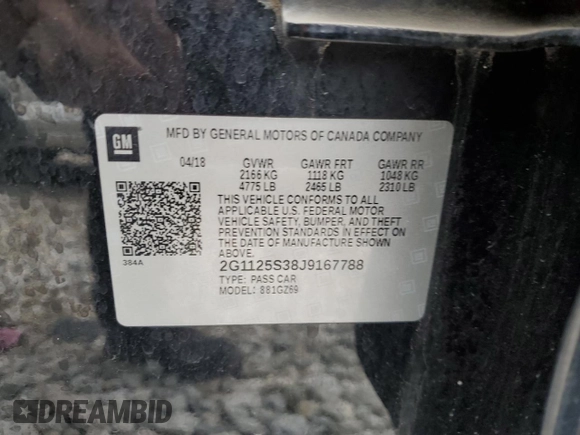 GM
MFD BY GENERAL MOTORS OF CANADA COMPANY
04/18 GVWR GAWR FRT GAWR RR
2166 KG 1118 KG 1048 KG
4775 LB 2465 LB 2310 LB
THIS VEHICLE CONFORMS TO ALL
APPLICABLE U.S. FEDERAL MOTOR
VEHICLE SAFETY, BUMPER, AND THEFT
PREVENTION STANDARDS IN EFFECT ON
THE DATE OF MANUFACTURE SHOWN
ABOVE.
384A
2G1125S38J9167788
TYPE: PASS CAR
MODEL: 881GZ69
DREAMBID